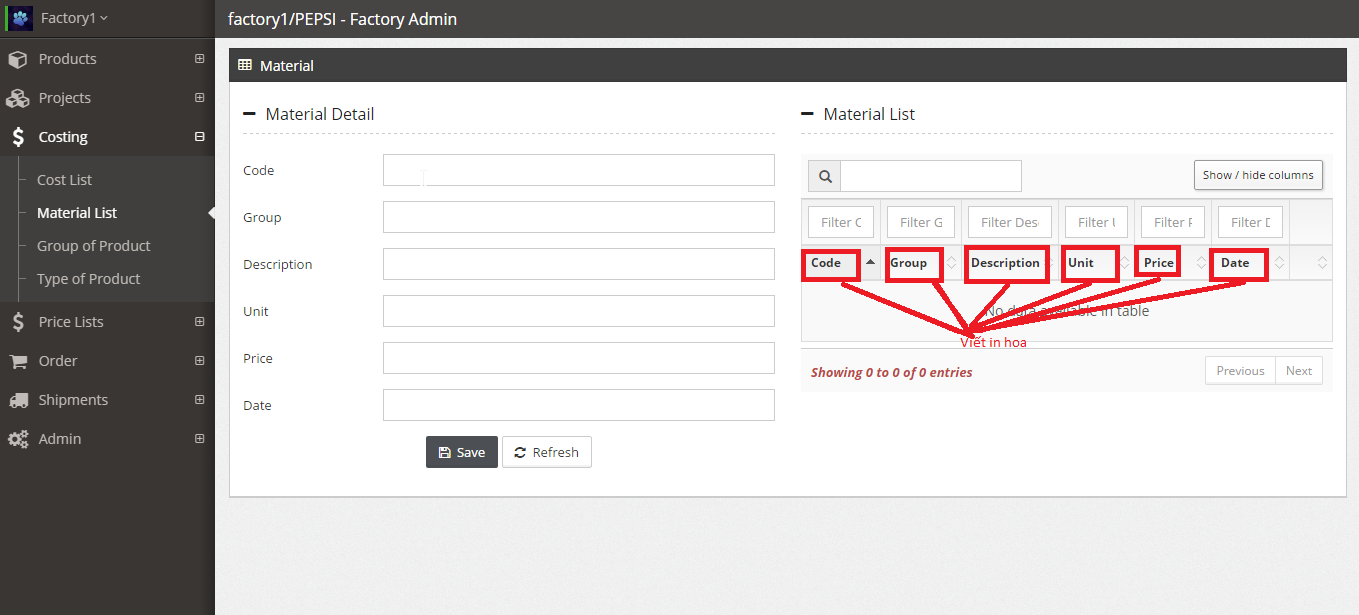 Factory1
factory1/PEPSI - Factory Admin
Products
Projects
Costing
Cost List
Material List
Group of Product
Type of Product
Price Lists
Order
Shipments
Admin
Material
Material Detail
Code
Group
Description
Unit
Price
Date
Save Refresh
Material List
Show / hide columns
Filter C Filter G Filter Desc Filter U Filter P Filter D
Code Group Description Unit Price Date
No data available in table
Viết in hoa
Showing 0 to 0 of 0 entries
Previous Next